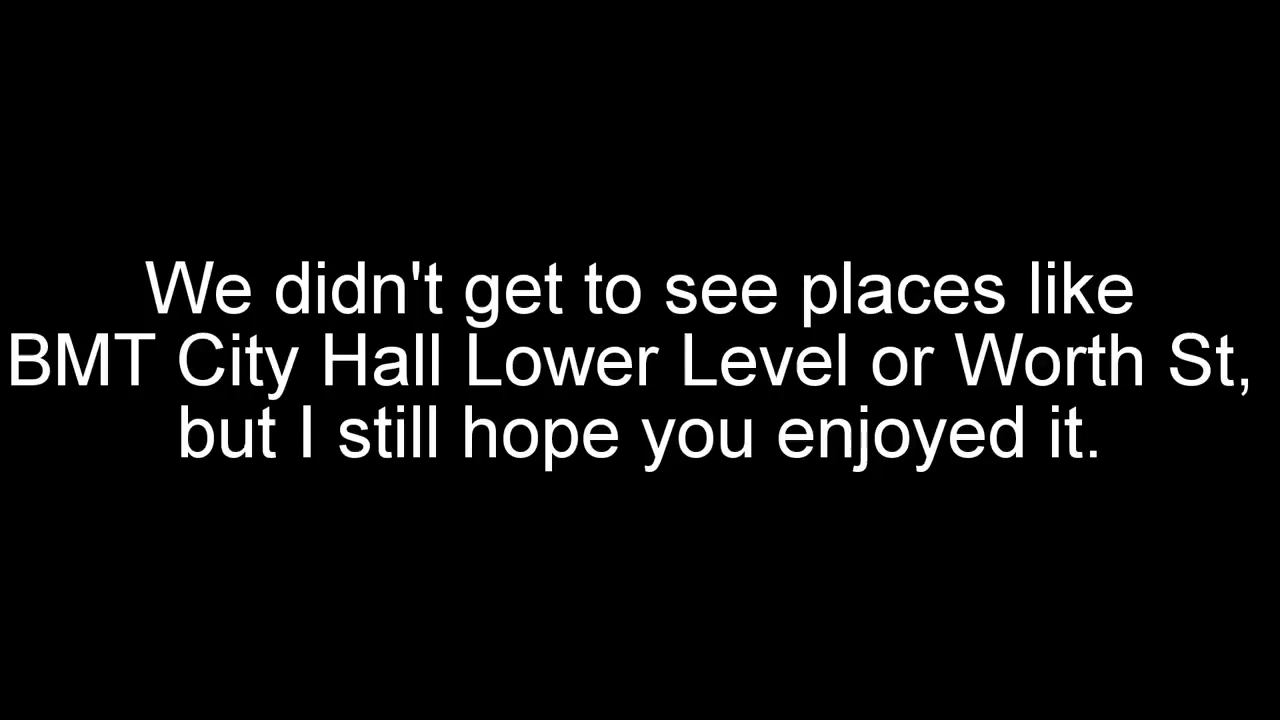 We didn't get to see places like
BMT City Hall Lower Level or Worth St,
but I still hope you enjoyed it.